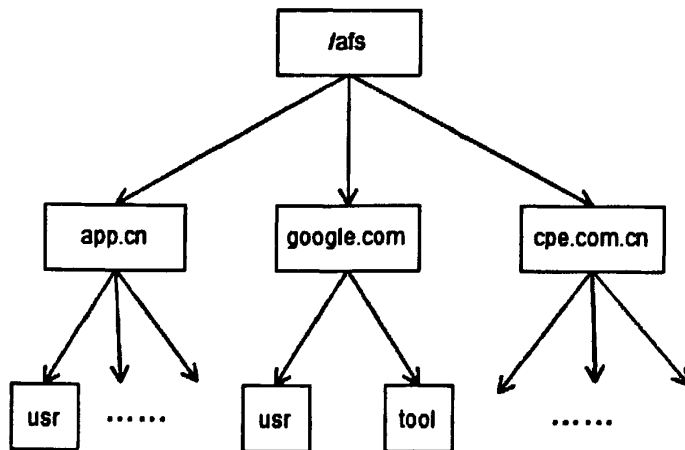 /afs
app.cn google.com cpe.com.cn
usr ...... usr tool ......